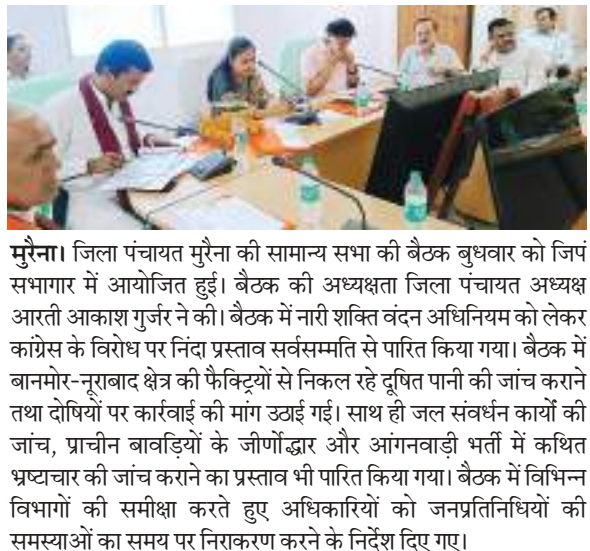 मुरैना। जिला पंचायत मुरैना की सामान्य सभा की बैठक बुधवार को जिपं
सभागार में आयोजित हुई। बैठक की अध्यक्षता जिला पंचायत अध्यक्ष
आरती आकाश गुर्जर ने की। बैठक में नारी शक्ति वंदन अधिनियम को लेकर
कांग्रेस के विरोध पर निंदा प्रस्ताव सर्वसम्मति से पारित किया गया। बैठक में
बानमोर-नूराबाद क्षेत्र की फैक्ट्रियों से निकल रहे दूषित पानी की जांच कराने
तथा दोषियों पर कार्रवाई की मांग उठाई गई। साथ ही जल संवर्धन कार्यों की
जांच, प्राचीन बावड़ियों के जीर्णोद्धार और आंगनवाड़ी भर्ती में कथित
भ्रष्टाचार की जांच कराने का प्रस्ताव भी पारित किया गया। बैठक में विभिन्न
विभागों की समीक्षा करते हुए अधिकारियों को जनप्रतिनिधियों की
समस्याओं का समय पर निराकरण करने के निर्देश दिए गए।